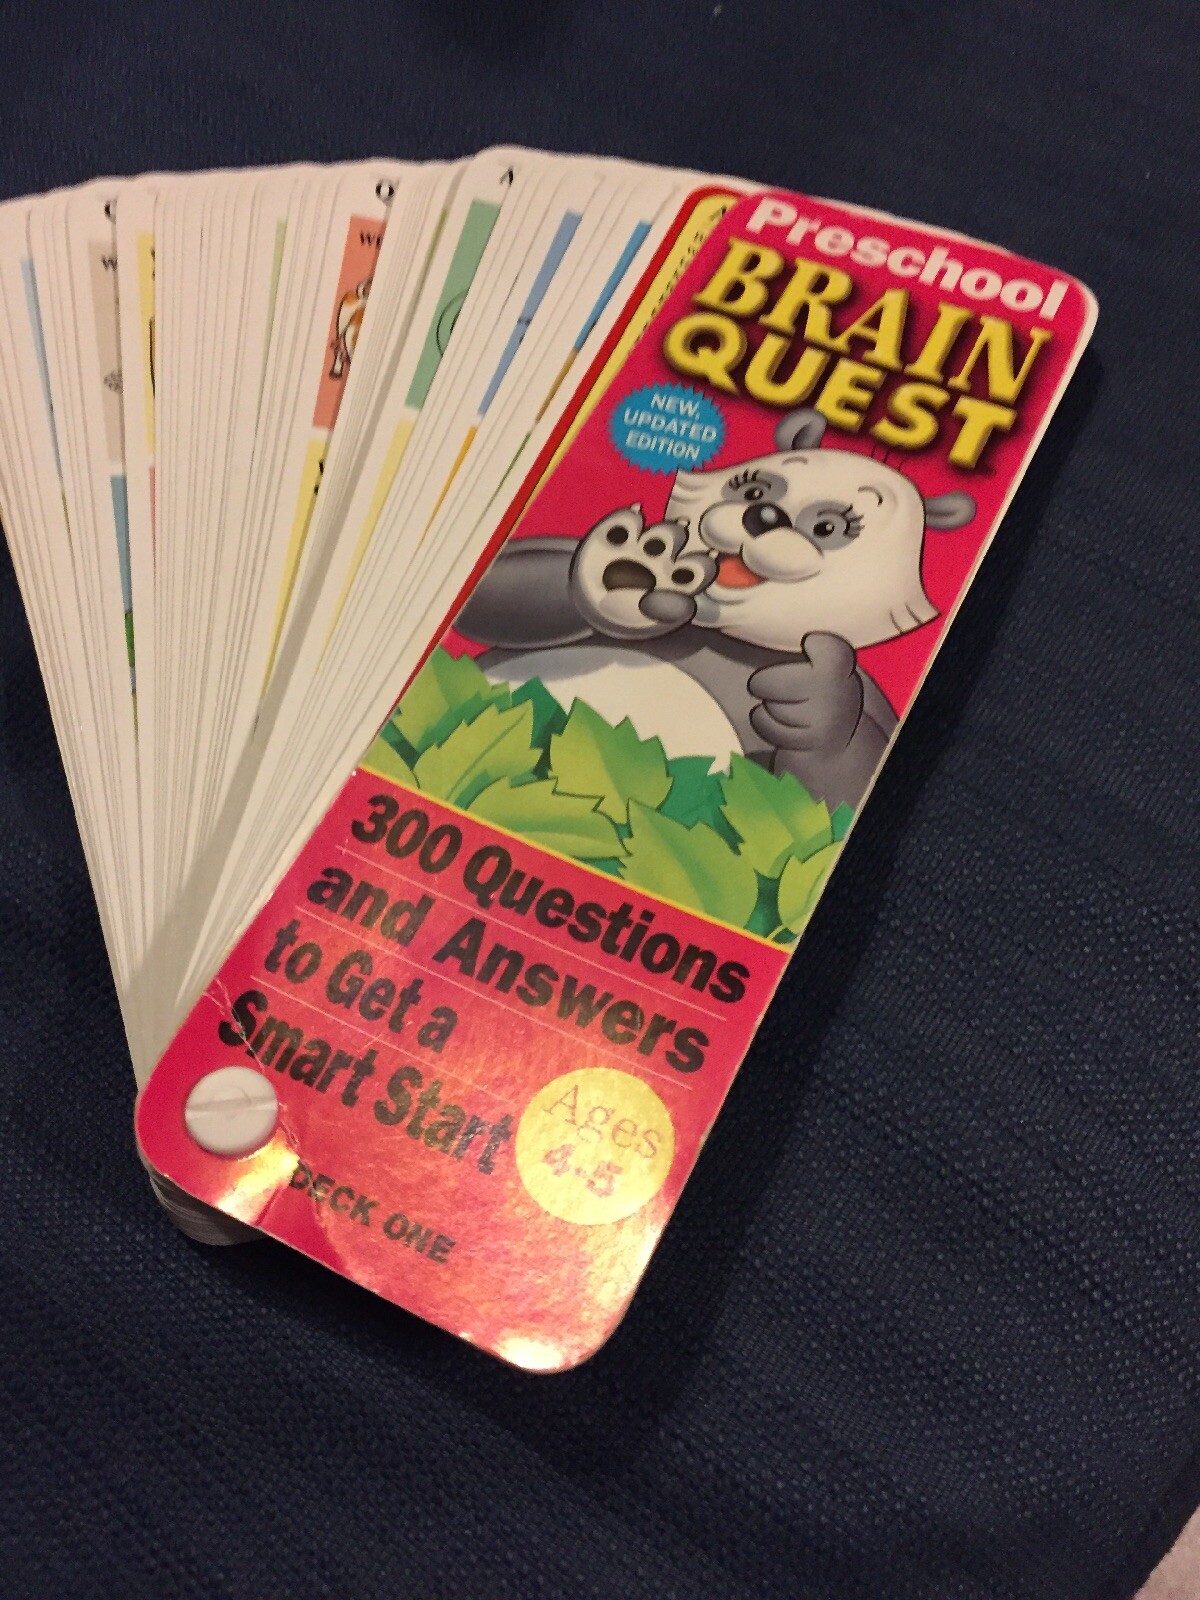 Preschool
BRAIN
QUEST
NEW,
UPDATED
EDITION
300 Questions
and Answers
to Get a
Smart Start
Ages
4-5
DECK ONE